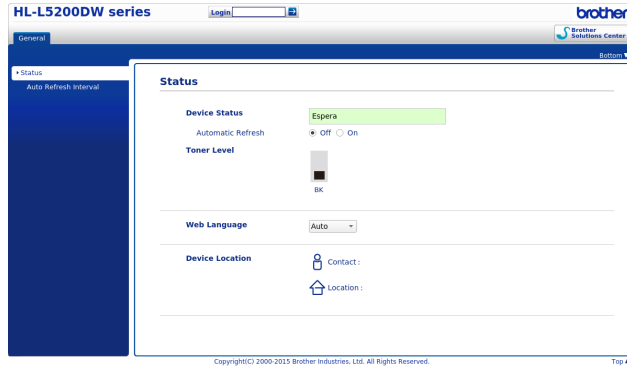 HL-L5200DW series
Login
brother
General
Brother
Solutions Center
Bottom
Status
Auto Refresh Interval
Status
Device Status
Espera
Automatic Refresh
Off On
Toner Level
BK
Web Language
Auto
Device Location
Contact :
Location :
Copyright(C) 2000-2015 Brother Industries, Ltd. All Rights Reserved.
Top